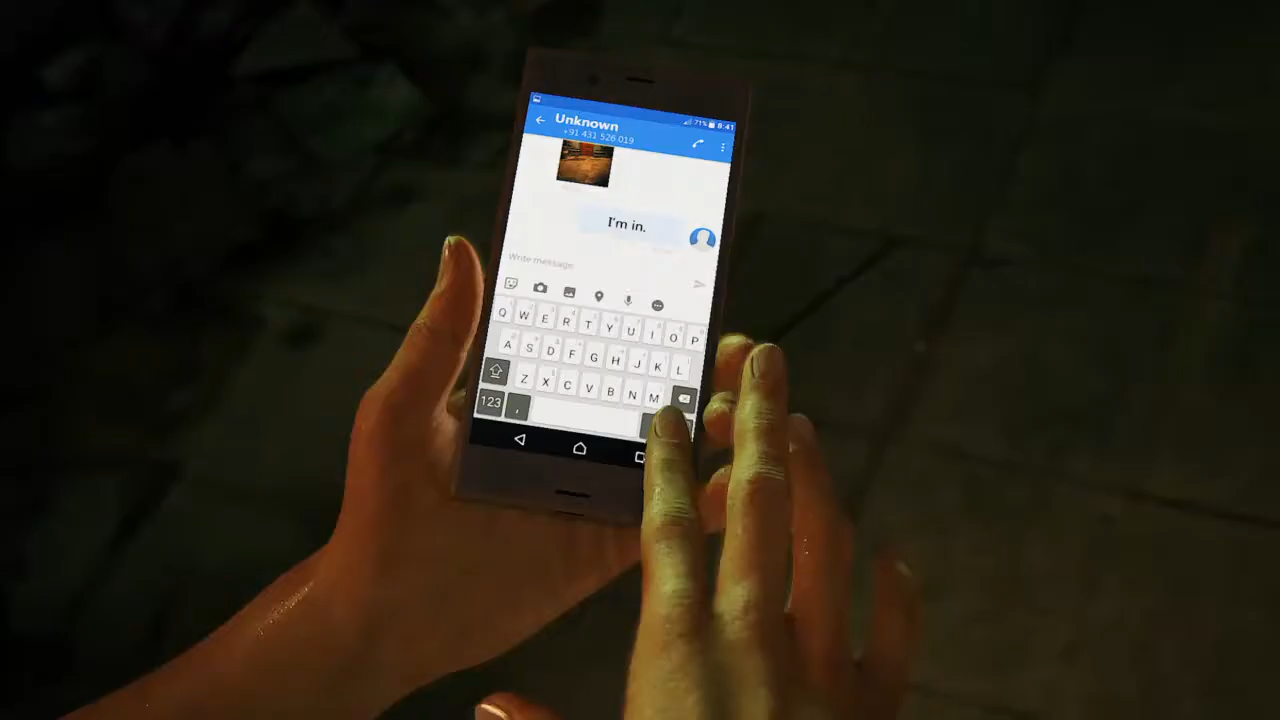 71% 8:41
Unknown
+91 431 526 019
I'm in.
Write message
Q W E R T Y U I O P
A S D F G H J K L
Z X C V B N M
123 ,